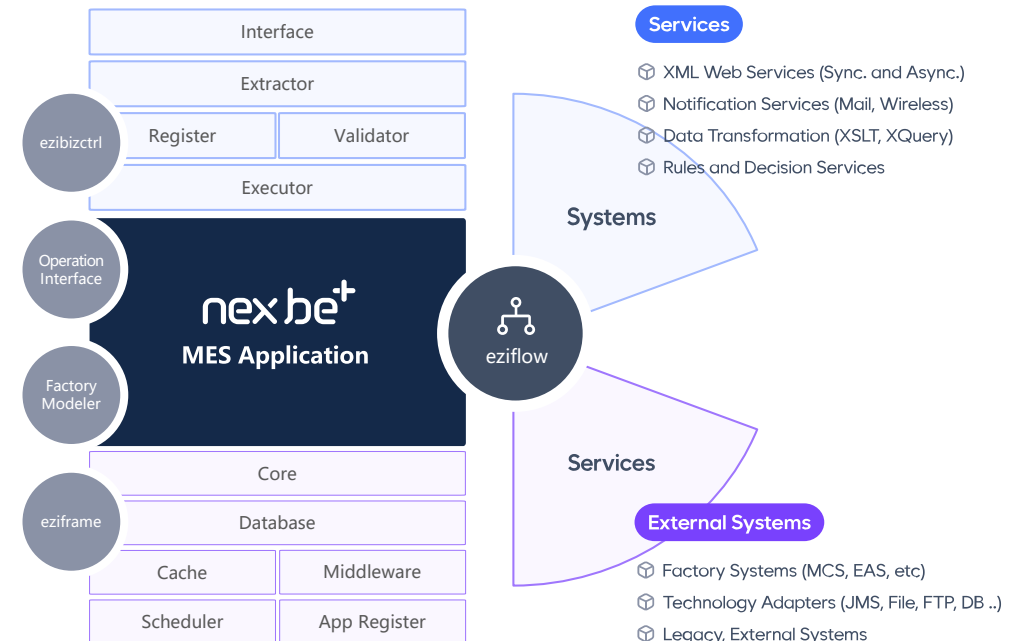 Interface
Extractor
Register
Validator
Executor
ezibizctrl
Operation
Interface
nexbe+
MES Application
Factory
Modeler
Core
Database
eziframe
Cache
Middleware
Scheduler
App Register
eziflow
Systems
Services
Services
XML Web Services (Sync. and Async.)
Notification Services (Mail, Wireless)
Data Transformation (XSLT, XQuery)
Rules and Decision Services
External Systems
Factory Systems (MCS, EAS, etc)
Technology Adapters (JMS, File, FTP, DB ..)
Legacy, External Systems